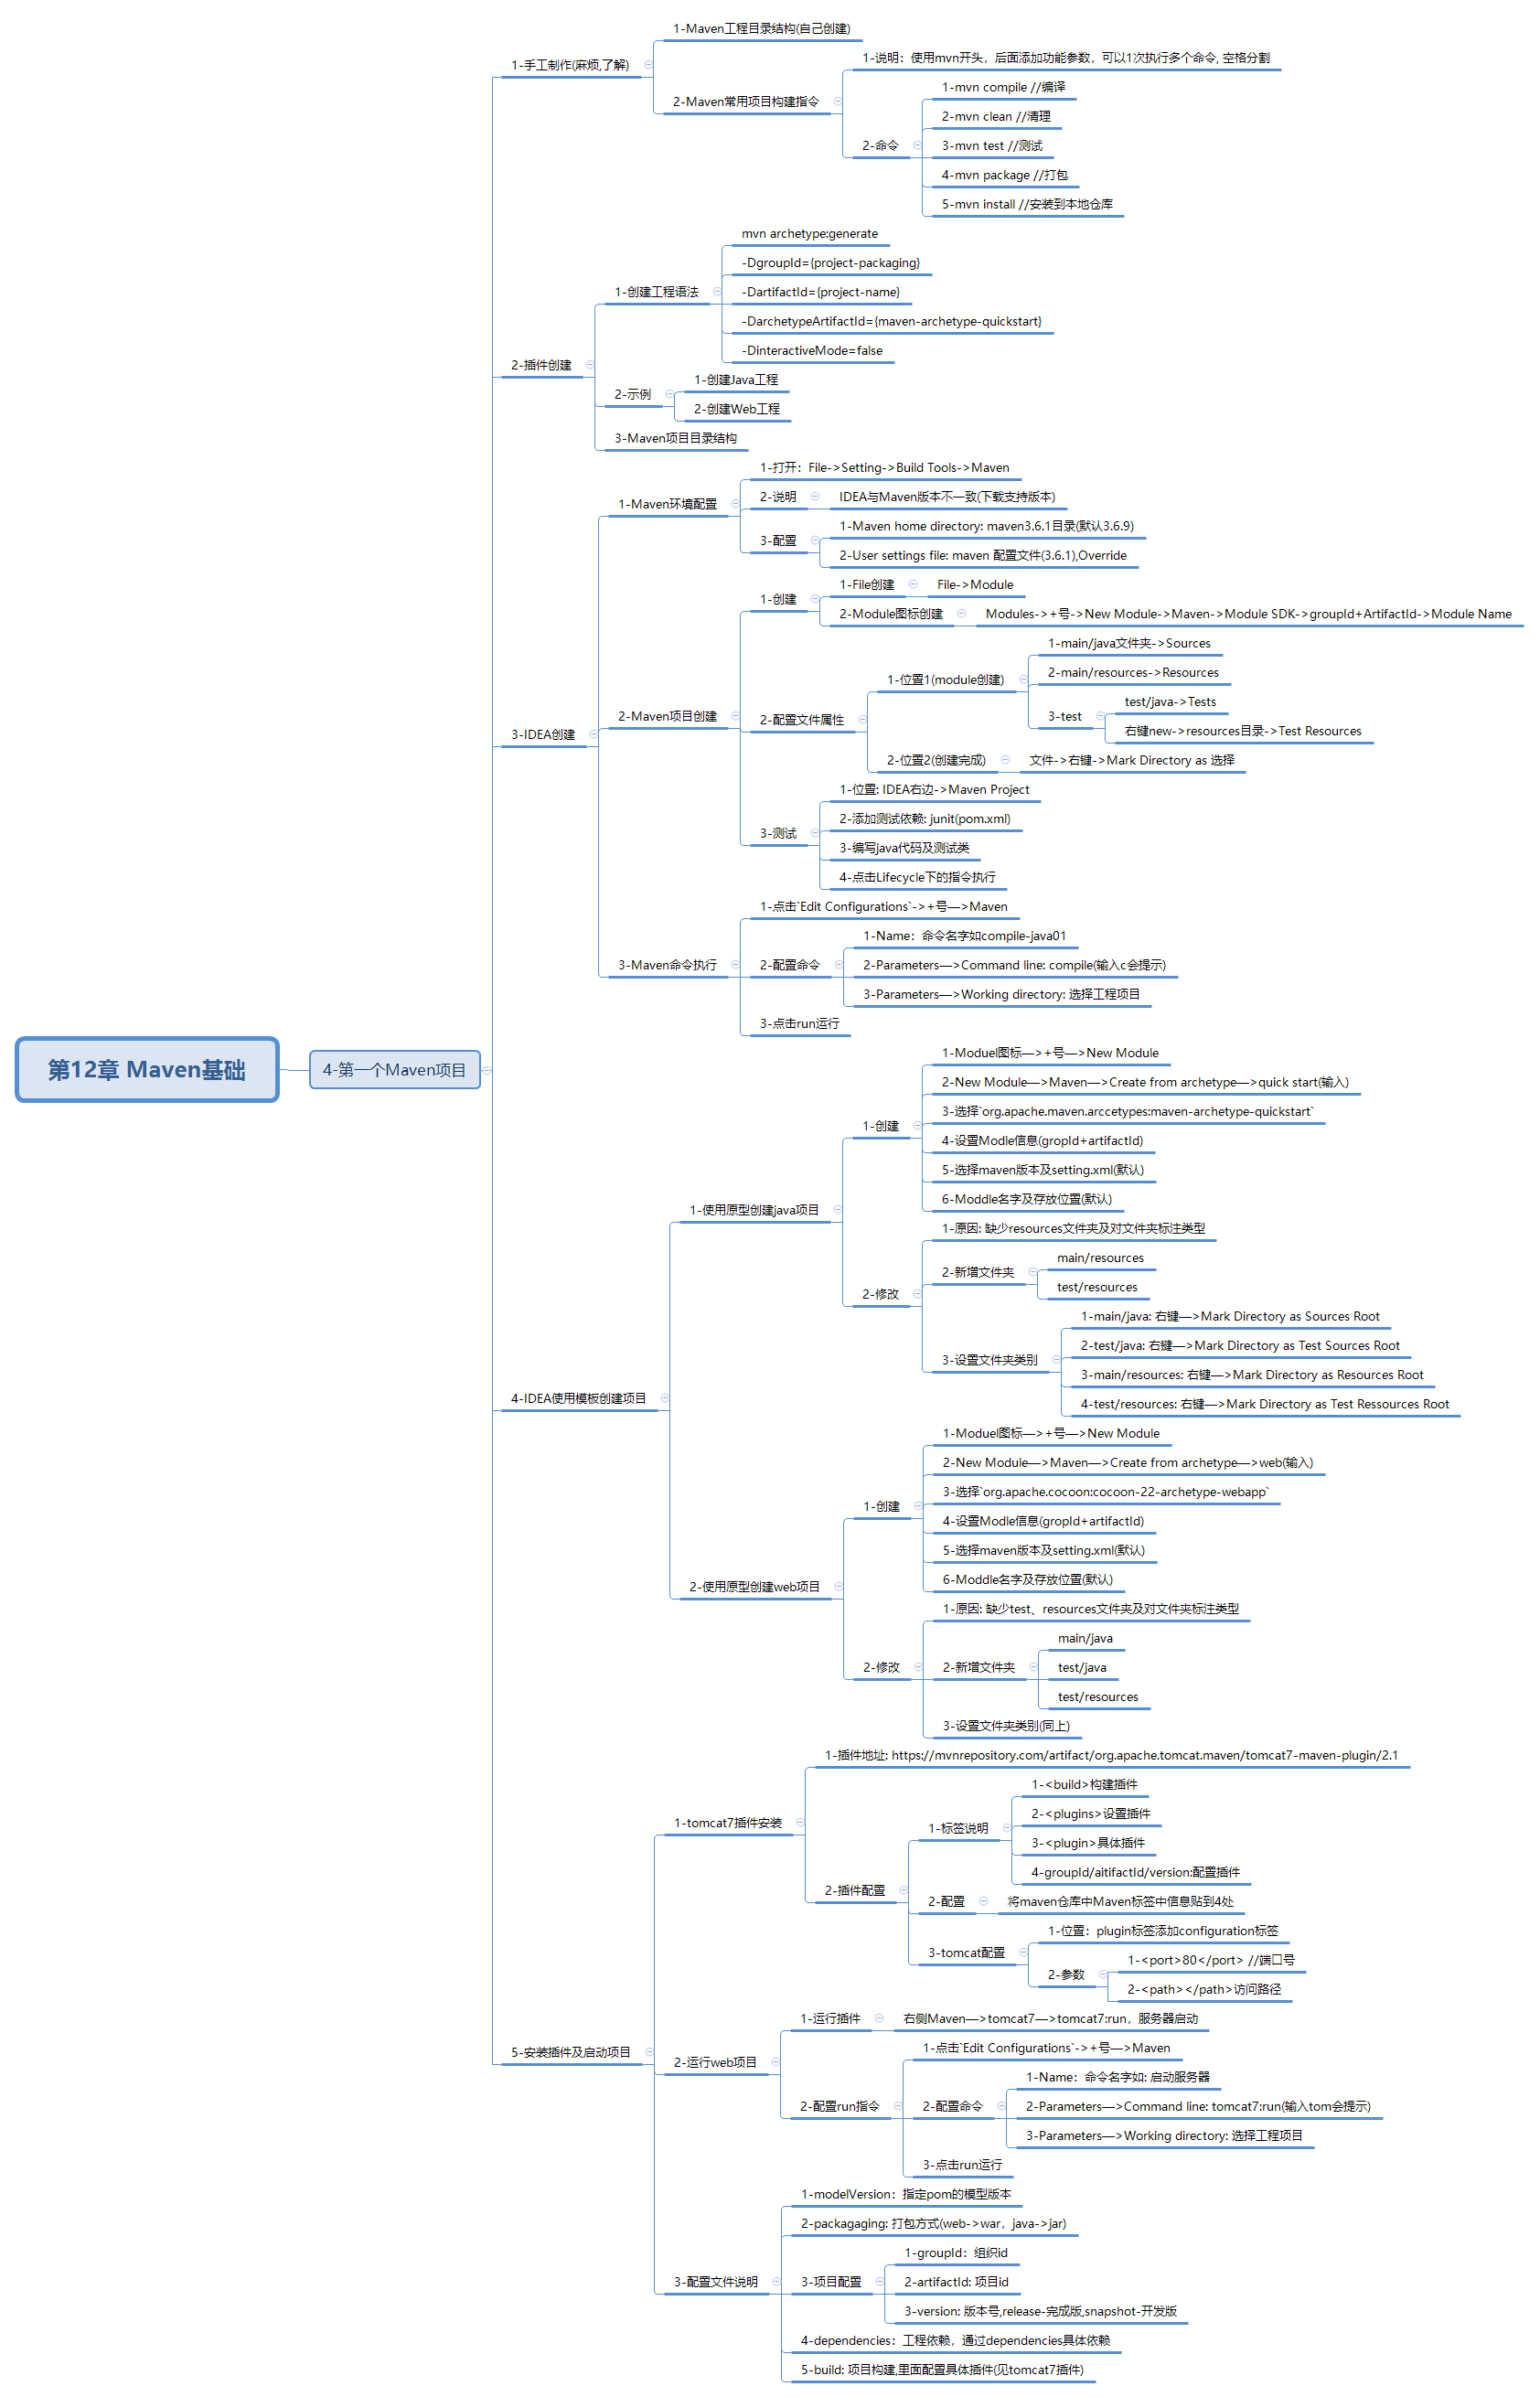 第12章 Maven基础
4-第一个Maven项目
1-手工制作(麻烦,了解)
1-Maven工程目录结构(自己创建)
2-Maven常用项目构建指令
1-说明：使用mvn开头，后面添加功能参数，可以1次执行多个命令, 空格分割
2-命令
1-mvn compile //编译
2-mvn clean //清理
3-mvn test //测试
4-mvn package //打包
5-mvn install //安装到本地仓库
2-插件创建
1-创建工程语法
mvn archetype:generate
-DgroupId={project-packaging}
-DartifactId={project-name}
-DarchetypeArtifactId={maven-archetype-quickstart}
-DinteractiveMode=false
2-示例
1-创建Java工程
2-创建Web工程
3-Maven项目目录结构
3-IDEA创建
1-Maven环境配置
1-打开：File->Setting->Build Tools->Maven
2-说明
IDEA与Maven版本不一致(下载支持版本)
3-配置
1-Maven home directory: maven3.6.1目录(默认3.6.9)
2-User settings file: maven 配置文件(3.6.1),Override
2-Maven项目创建
1-创建
1-File创建
File->Module
2-Module图标创建
Modules->+号->New Module->Maven->Module SDK->groupId+ArtifactId->Module Name
2-配置文件属性
1-位置1(module创建)
1-main/java文件夹->Sources
2-main/resources->Resources
3-test
test/java->Tests
右键new->resources目录->Test Resources
2-位置2(创建完成)
文件->右键->Mark Directory as 选择
3-测试
1-位置: IDEA右边->Maven Project
2-添加测试依赖: junit(pom.xml)
3-编写java代码及测试类
4-点击Lifecycle下的指令执行
3-Maven命令执行
1-点击`Edit Configurations`->+号—>Maven
2-配置命令
1-Name：命令名字如compile-java01
2-Parameters—>Command line: compile(输入c会提示)
3-Parameters—>Working directory: 选择工程项目
3-点击run运行
4-IDEA使用模板创建项目
1-使用原型创建java项目
1-创建
1-Moduel图标—>+号—>New Module
2-New Module—>Maven—>Create from archetype—>quick start(输入)
3-选择`org.apache.maven.arccetypes:maven-archetype-quickstart`
4-设置Modle信息(gropId+artifactId)
5-选择maven版本及setting.xml(默认)
6-Moddle名字及存放位置(默认)
2-修改
1-原因: 缺少resources文件夹及对文件夹标注类型
2-新增文件夹
main/resources
test/resources
3-设置文件夹类别
1-main/java: 右键—>Mark Directory as Sources Root
2-test/java: 右键—>Mark Directory as Test Sources Root
3-main/resources: 右键—>Mark Directory as Resources Root
4-test/resources: 右键—>Mark Directory as Test Ressources Root
2-使用原型创建web项目
1-创建
1-Moduel图标—>+号—>New Module
2-New Module—>Maven—>Create from archetype—>web(输入)
3-选择`org.apache.cocoon:cocoon-22-archetype-webapp`
4-设置Modle信息(gropId+artifactId)
5-选择maven版本及setting.xml(默认)
6-Moddle名字及存放位置(默认)
2-修改
1-原因: 缺少test、resources文件夹及对文件夹标注类型
2-新增文件夹
main/java
test/java
test/resources
3-设置文件夹类别(同上)
5-安装插件及启动项目
1-tomcat7插件安装
1-插件地址: https://mvnrepository.com/artifact/org.apache.tomcat.maven/tomcat7-maven-plugin/2.1
2-插件配置
1-标签说明
1-<build>构建插件
2-<plugins>设置插件
3-<plugin>具体插件
4-groupId/aitifactId/version:配置插件
2-配置
将maven仓库中Maven标签中信息贴到4处
3-tomcat配置
1-位置：plugin标签添加configuration标签
2-参数
1-<port>80</port> //端口号
2-<path></path>访问路径
2-运行web项目
1-运行插件
右侧Maven—>tomcat7—>tomcat7:run，服务器启动
2-配置run指令
1-点击`Edit Configurations`->+号—>Maven
2-配置命令
1-Name：命令名字如: 启动服务器
2-Parameters—>Command line: tomcat7:run(输入tom会提示)
3-Parameters—>Working directory: 选择工程项目
3-点击run运行
3-配置文件说明
1-modelVersion：指定pom的模型版本
2-packagaging: 打包方式(web->war，java->jar)
3-项目配置
1-groupId：组织id
2-artifactId: 项目id
3-version: 版本号,release-完成版,snapshot-开发版
4-dependencies：工程依赖，通过dependencies具体依赖
5-build: 项目构建,里面配置具体插件(见tomcat7插件)